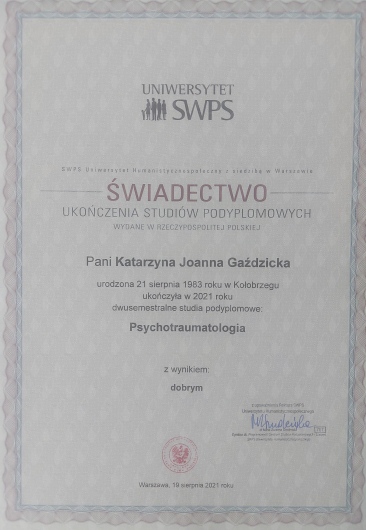 UNIWERSYTET
SWPS
SWPS Uniwersytet Humanistycznospołeczny z siedzibą w Warszawie
ŚWIADECTWO
UKOŃCZENIA STUDIÓW PODYPLOMOWYCH
WYDANE W RZECZYPOSPOLITEJ POLSKIEJ
Pani Katarzyna Joanna Gaździcka
urodzona 21 sierpnia 1983 roku w Kołobrzegu
ukończyła w 2021 roku
dwusemestralne studia podyplomowe:
Psychotraumatologia
z wynikiem:
dobrym
Warszawa, 19 sierpnia 2021 roku